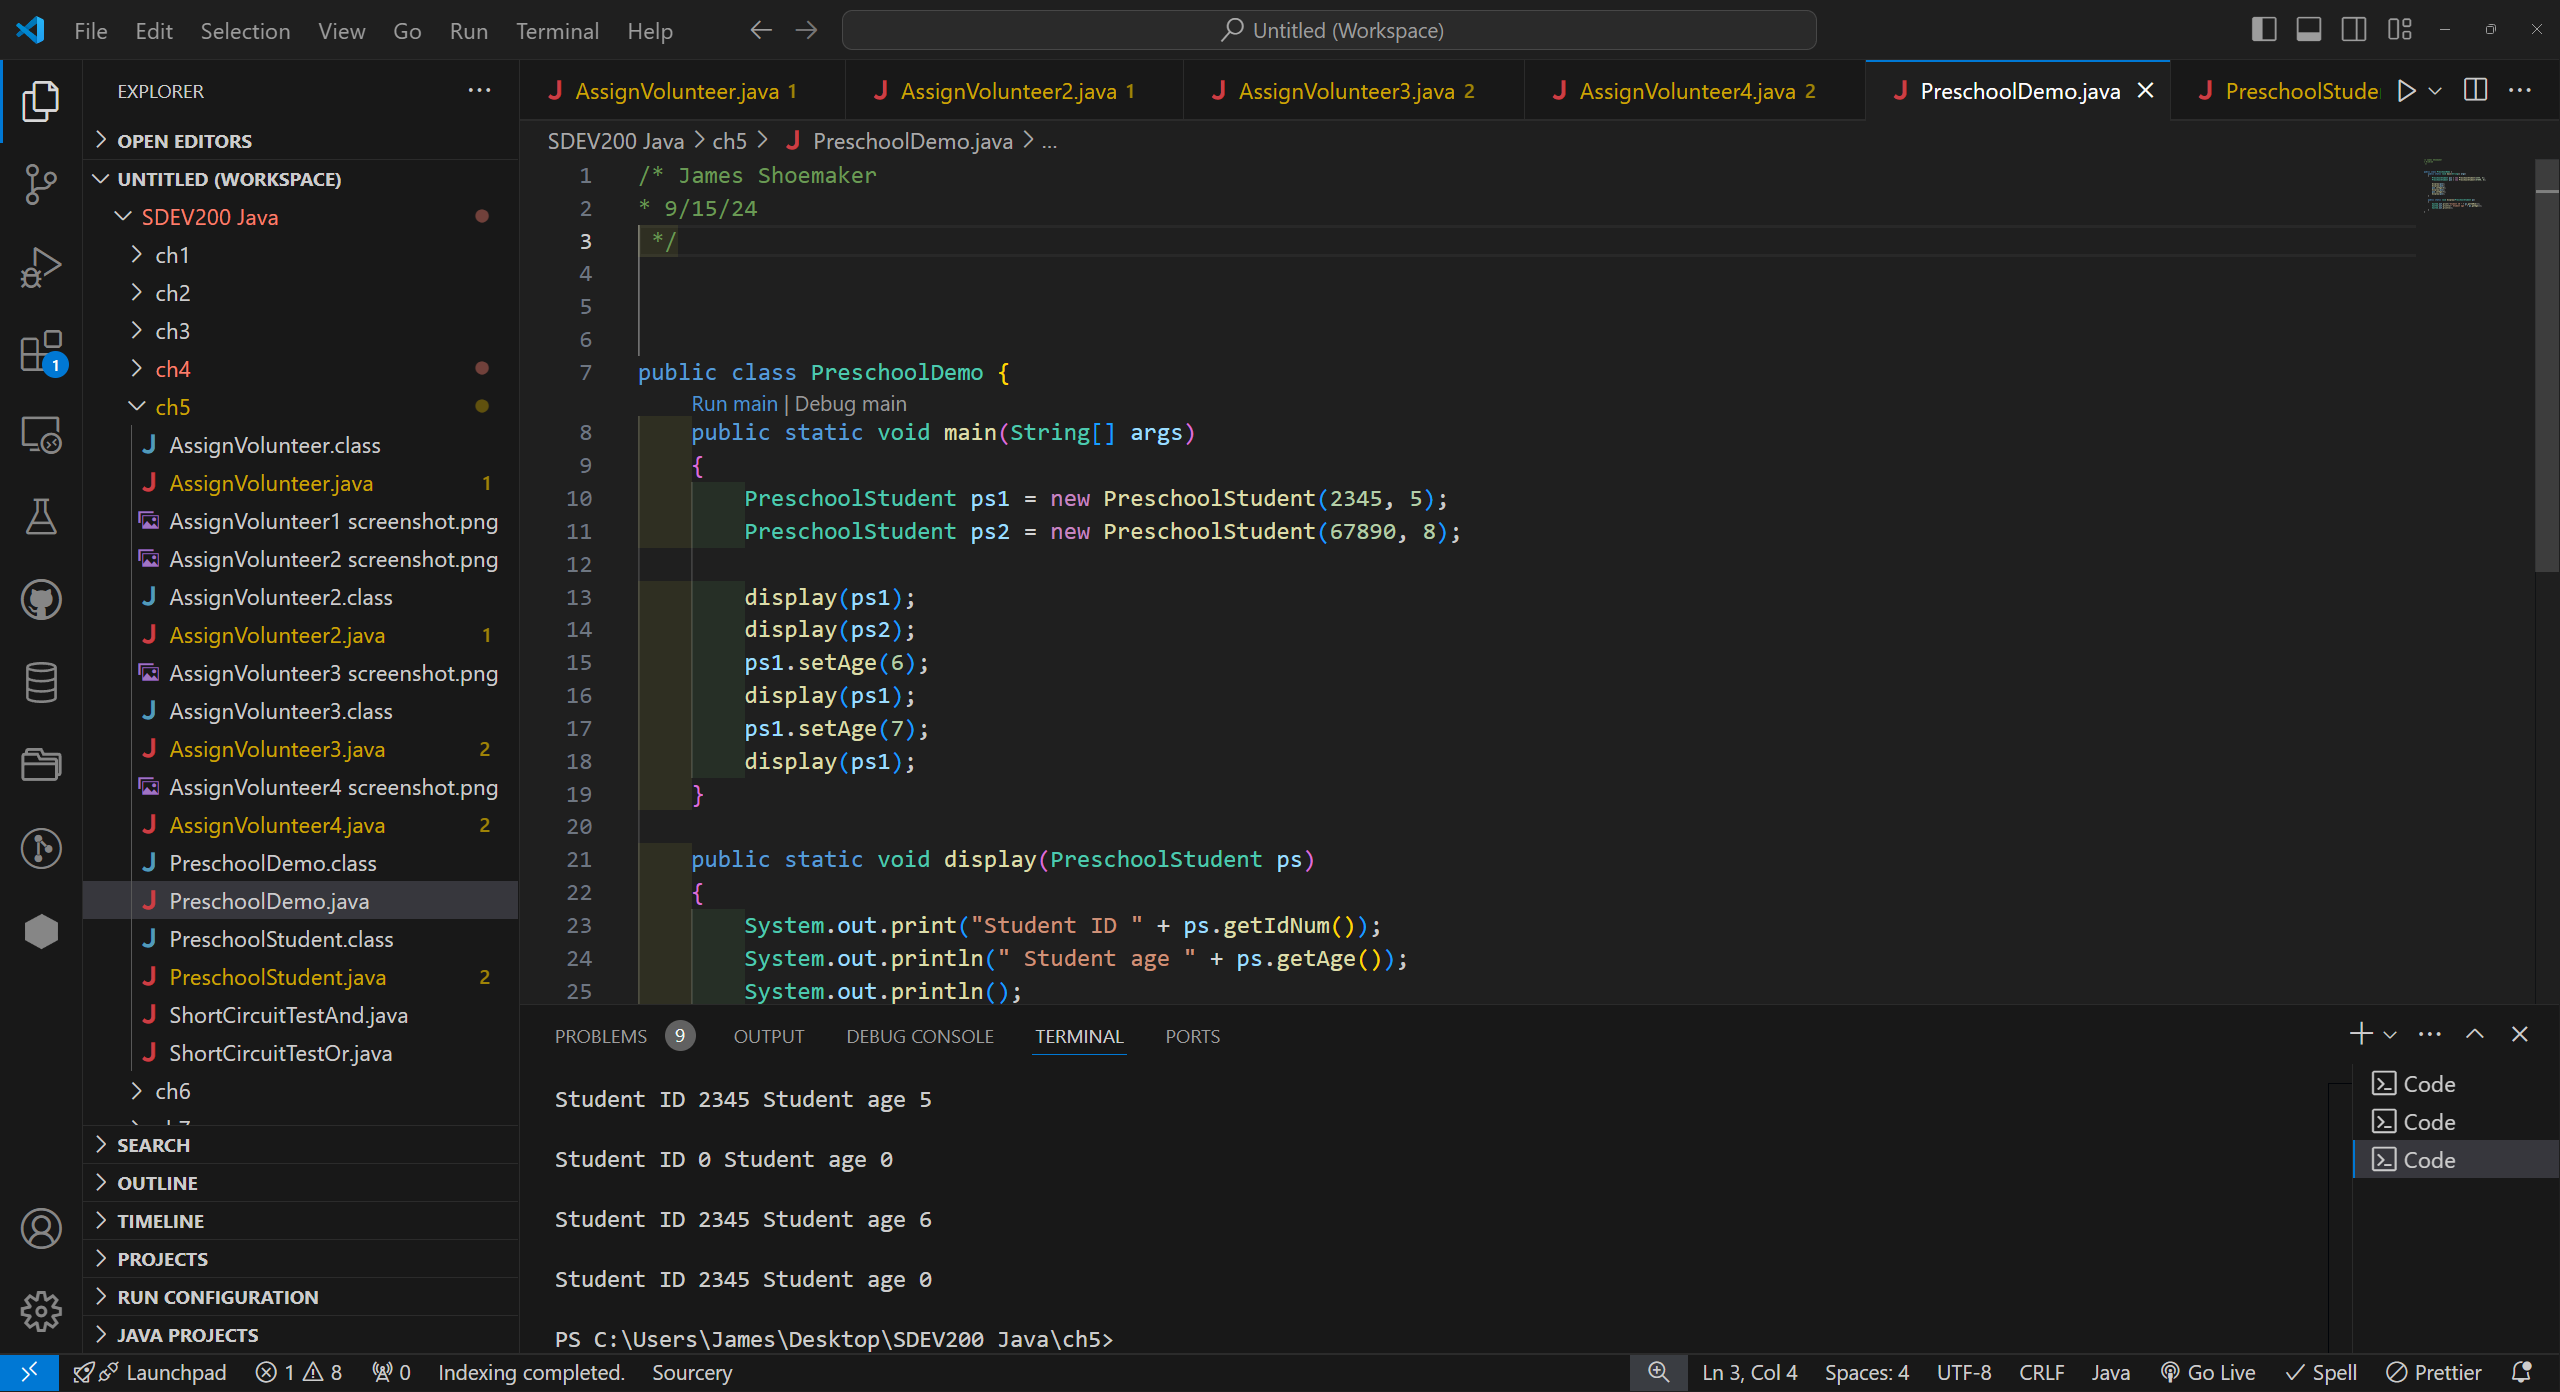 File Edit Selection View Go Run Terminal Help
Untitled (Workspace)
EXPLORER
OPEN EDITORS
UNTITLED (WORKSPACE)
SDEV200 Java
ch1
ch2
ch3
ch4
ch5
AssignVolunteer.class
AssignVolunteer.java 1
AssignVolunteer1 screenshot.png
AssignVolunteer2 screenshot.png
AssignVolunteer2.class
AssignVolunteer2.java 1
AssignVolunteer3 screenshot.png
AssignVolunteer3.class
AssignVolunteer3.java 2
AssignVolunteer4 screenshot.png
AssignVolunteer4.java 2
PreschoolDemo.class
PreschoolDemo.java
PreschoolStudent.class
PreschoolStudent.java 2
ShortCircuitTestAnd.java
ShortCircuitTestOr.java
ch6
SEARCH
OUTLINE
TIMELINE
PROJECTS
RUN CONFIGURATION
JAVA PROJECTS
1
AssignVolunteer.java 1 AssignVolunteer2.java 1 AssignVolunteer3.java 2 AssignVolunteer4.java 2 PreschoolDemo.java PreschoolStude
SDEV200 Java > ch5 > PreschoolDemo.java > ...
1 /* James Shoemaker
2 * 9/15/24
3 */
4
5
6
7 public class PreschoolDemo {
Run main | Debug main
8 public static void main(String[] args)
9 {
10 PreschoolStudent ps1 = new PreschoolStudent(2345, 5);
11 PreschoolStudent ps2 = new PreschoolStudent(67890, 8);
12
13 display(ps1);
14 display(ps2);
15 ps1.setAge(6);
16 display(ps1);
17 ps1.setAge(7);
18 display(ps1);
19 }
20
21 public static void display(PreschoolStudent ps)
22 {
23 System.out.print("Student ID " + ps.getIdNum());
24 System.out.println(" Student age " + ps.getAge());
25 System.out.println();
PROBLEMS 9 OUTPUT DEBUG CONSOLE TERMINAL PORTS
Student ID 2345 Student age 5
Student ID 0 Student age 0
Student ID 2345 Student age 6
Student ID 2345 Student age 0
PS C:\Users\James\Desktop\SDEV200 Java\ch5>
Code
Code
Code
Launchpad 1 8 0 Indexing completed. Sourcery Ln 3, Col 4 Spaces: 4 UTF-8 CRLF Java Go Live Spell Prettier